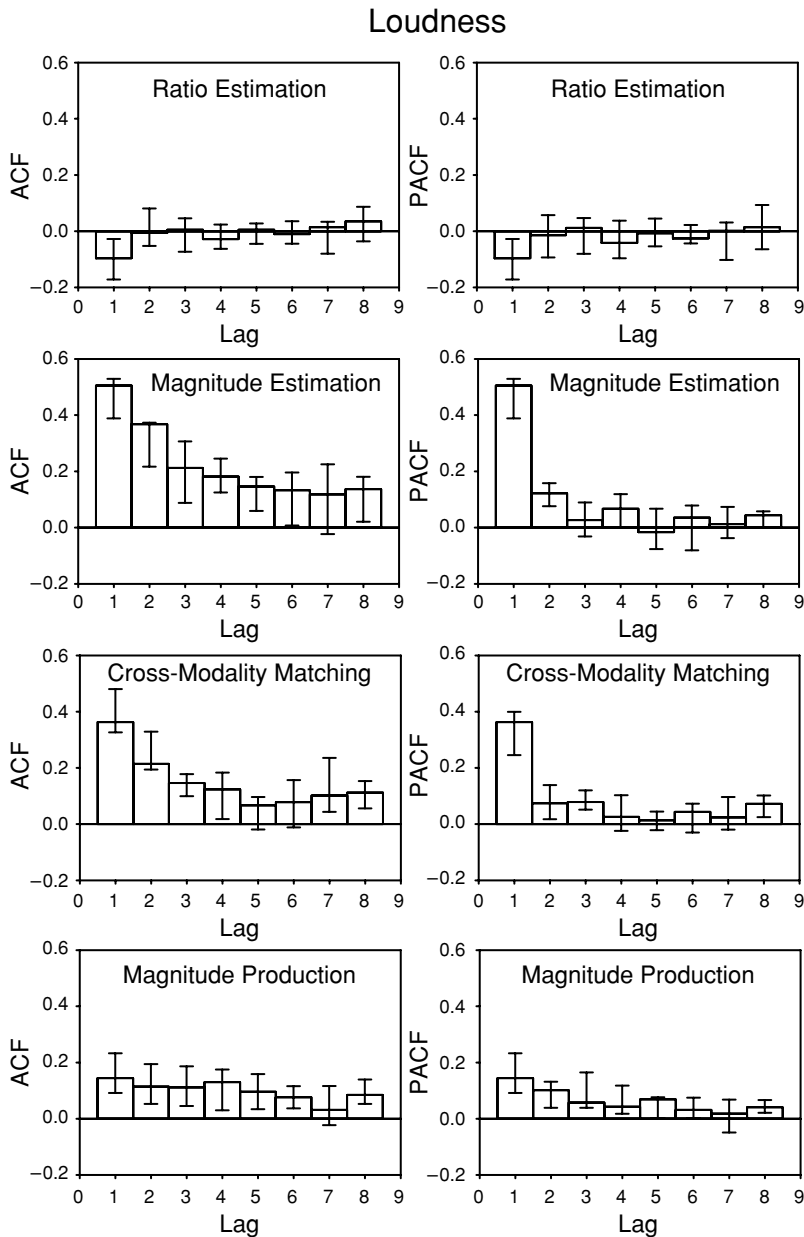 Loudness
0.6
0.4
0.2
0.0
−0.2
ACF
Ratio Estimation
0 1 2 3 4 5 6 7 8 9
Lag
0.6
0.4
0.2
0.0
−0.2
PACF
Ratio Estimation
0 1 2 3 4 5 6 7 8 9
Lag
0.6
0.4
0.2
0.0
−0.2
ACF
Magnitude Estimation
0 1 2 3 4 5 6 7 8 9
Lag
0.6
0.4
0.2
0.0
−0.2
PACF
Magnitude Estimation
0 1 2 3 4 5 6 7 8 9
Lag
0.6
0.4
0.2
0.0
−0.2
ACF
Cross-Modality Matching
0 1 2 3 4 5 6 7 8 9
Lag
0.6
0.4
0.2
0.0
−0.2
PACF
Cross-Modality Matching
0 1 2 3 4 5 6 7 8 9
Lag
0.6
0.4
0.2
0.0
−0.2
ACF
Magnitude Production
0 1 2 3 4 5 6 7 8 9
Lag
0.6
0.4
0.2
0.0
−0.2
PACF
Magnitude Production
0 1 2 3 4 5 6 7 8 9
Lag